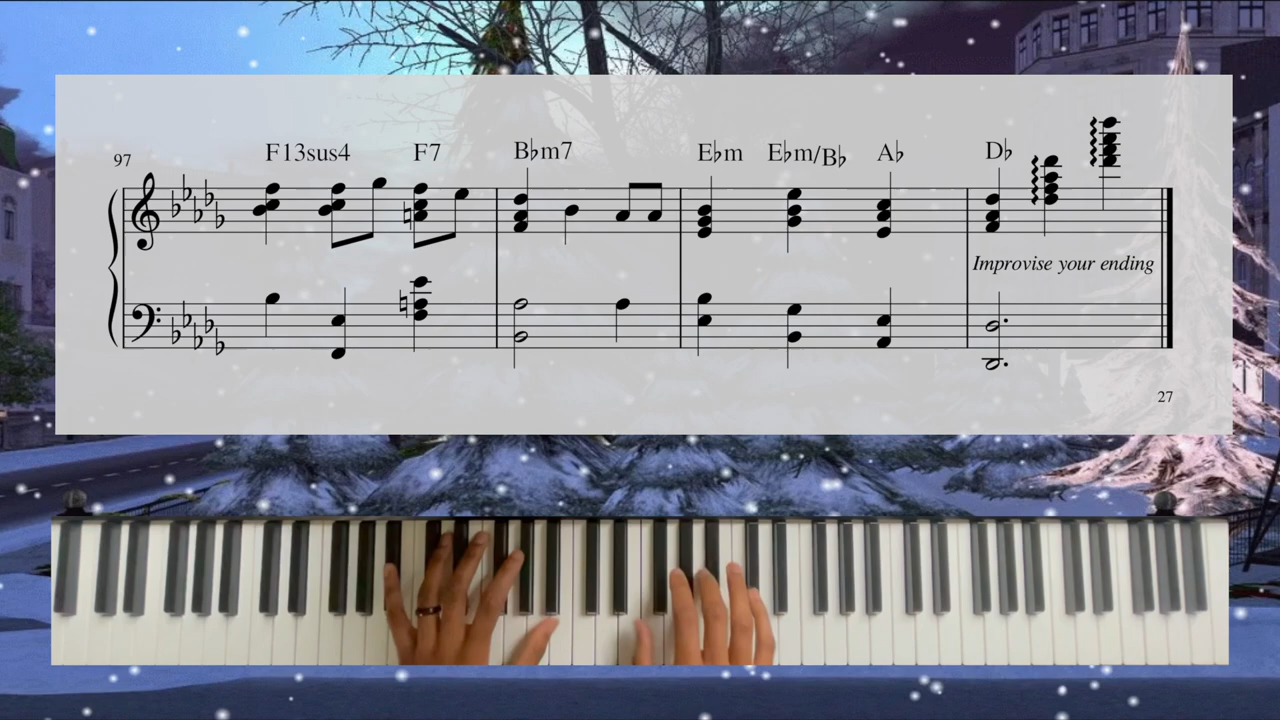 97
F13sus4 F7 B♭m7 E♭m E♭m/B♭ A♭ D♭
Improvise your ending
27